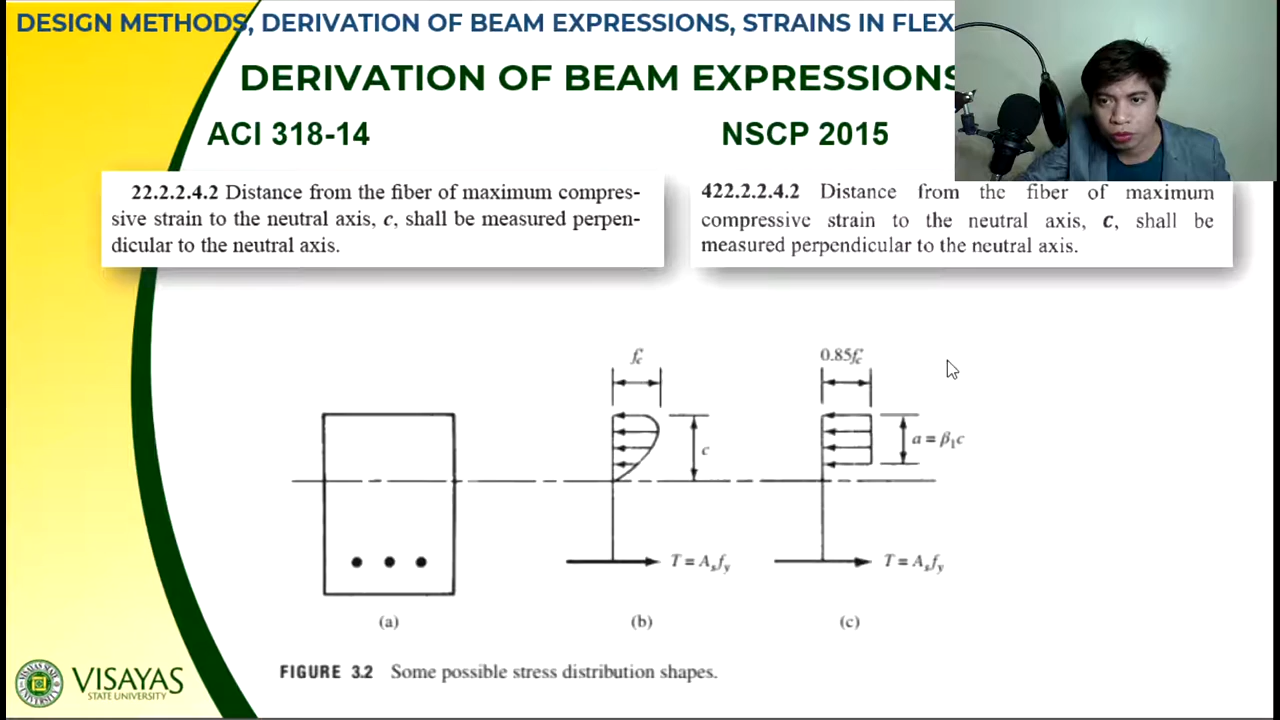 DESIGN METHODS, DERIVATION OF BEAM EXPRESSIONS, STRAINS IN FLEX
DERIVATION OF BEAM EXPRESSIONS
ACI 318-14
NSCP 2015
22.2.2.4.2 Distance from the fiber of maximum compres-
sive strain to the neutral axis, c, shall be measured perpen-
dicular to the neutral axis.
422.2.2.4.2 Distance from the fiber of maximum
compressive strain to the neutral axis, c, shall be
measured perpendicular to the neutral axis.
f′c
0.85f′c
c
a = β₁c
T = Aₛfᵧ
T = Aₛfᵧ
(a)
(b)
(c)
FIGURE 3.2 Some possible stress distribution shapes.
VISAYAS
STATE UNIVERSITY